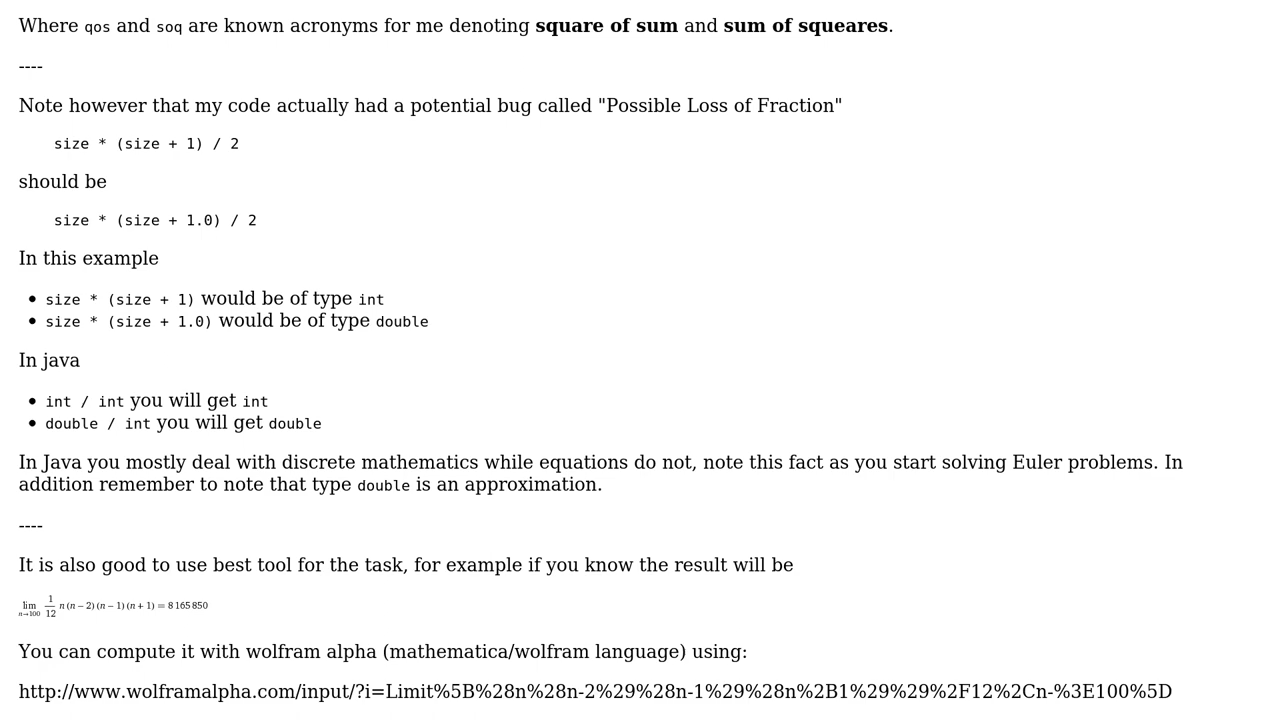 Where qos and soq are known acronyms for me denoting square of sum and sum of squeares.
----
Note however that my code actually had a potential bug called "Possible Loss of Fraction"
size * (size + 1) / 2
should be
size * (size + 1.0) / 2
In this example
• size * (size + 1) would be of type int
• size * (size + 1.0) would be of type double
In java
• int / int you will get int
• double / int you will get double
In Java you mostly deal with discrete mathematics while equations do not, note this fact as you start solving Euler problems. In
addition remember to note that type double is an approximation.
----
It is also good to use best tool for the task, for example if you know the result will be
lim n→100 1/12 n (n − 2) (n − 1) (n + 1) = 8 165 850
You can compute it with wolfram alpha (mathematica/wolfram language) using:
http://www.wolframalpha.com/input/?i=Limit%5B%28n%28n-2%29%28n-1%29%28n%2B1%29%29%2F12%2Cn-%3E100%5D